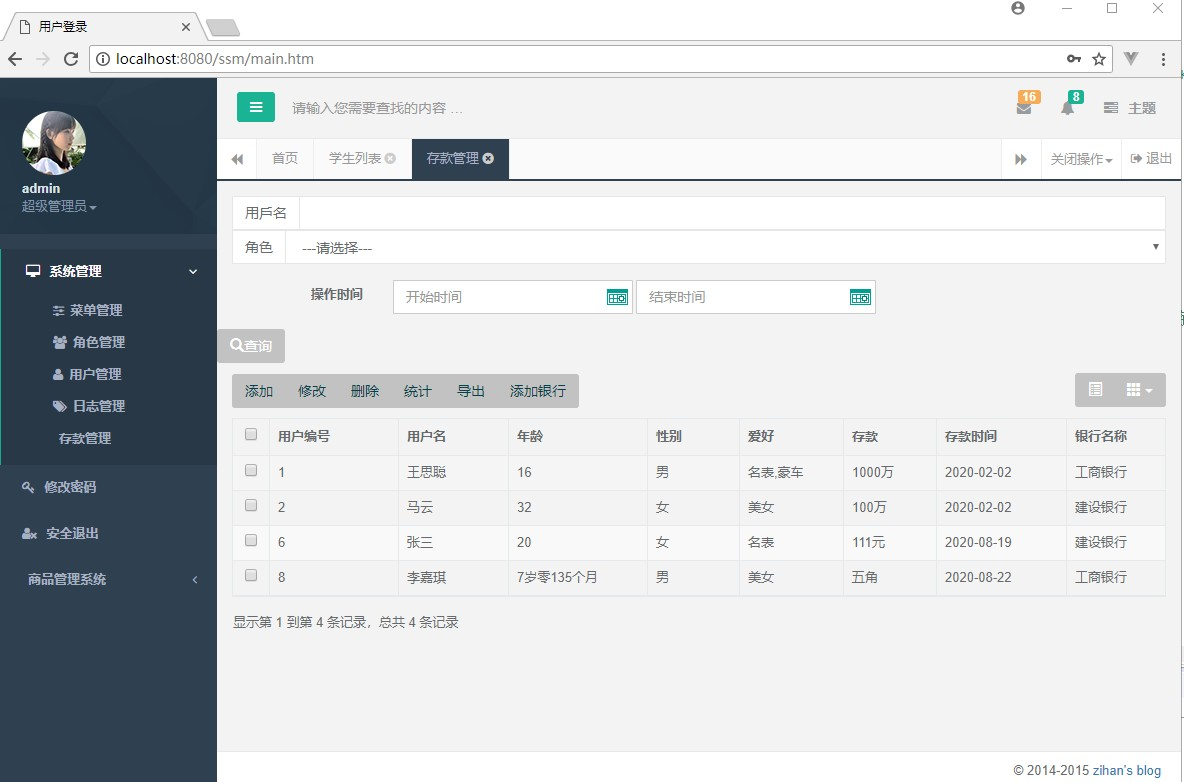 用户登录
localhost:8080/ssm/main.htm
请输入您需要查找的内容 …
16
8
主题
admin
超级管理员
首页
学生列表
存款管理
关闭操作
退出
系统管理
菜单管理
角色管理
用户管理
日志管理
存款管理
修改密码
安全退出
商品管理系统
用戶名
角色 ---请选择---
操作时间 开始时间 结束时间
查询
添加 修改 删除 统计 导出 添加银行
用户编号 用户名 年龄 性别 爱好 存款 存款时间 银行名称
1 王思聪 16 男 名表,豪车 1000万 2020-02-02 工商银行
2 马云 32 女 美女 100万 2020-02-02 建设银行
6 张三 20 女 名表 111元 2020-08-19 建设银行
8 李嘉琪 7岁零135个月 男 美女 五角 2020-08-22 工商银行
显示第 1 到第 4 条记录，总共 4 条记录
© 2014-2015 zihan's blog